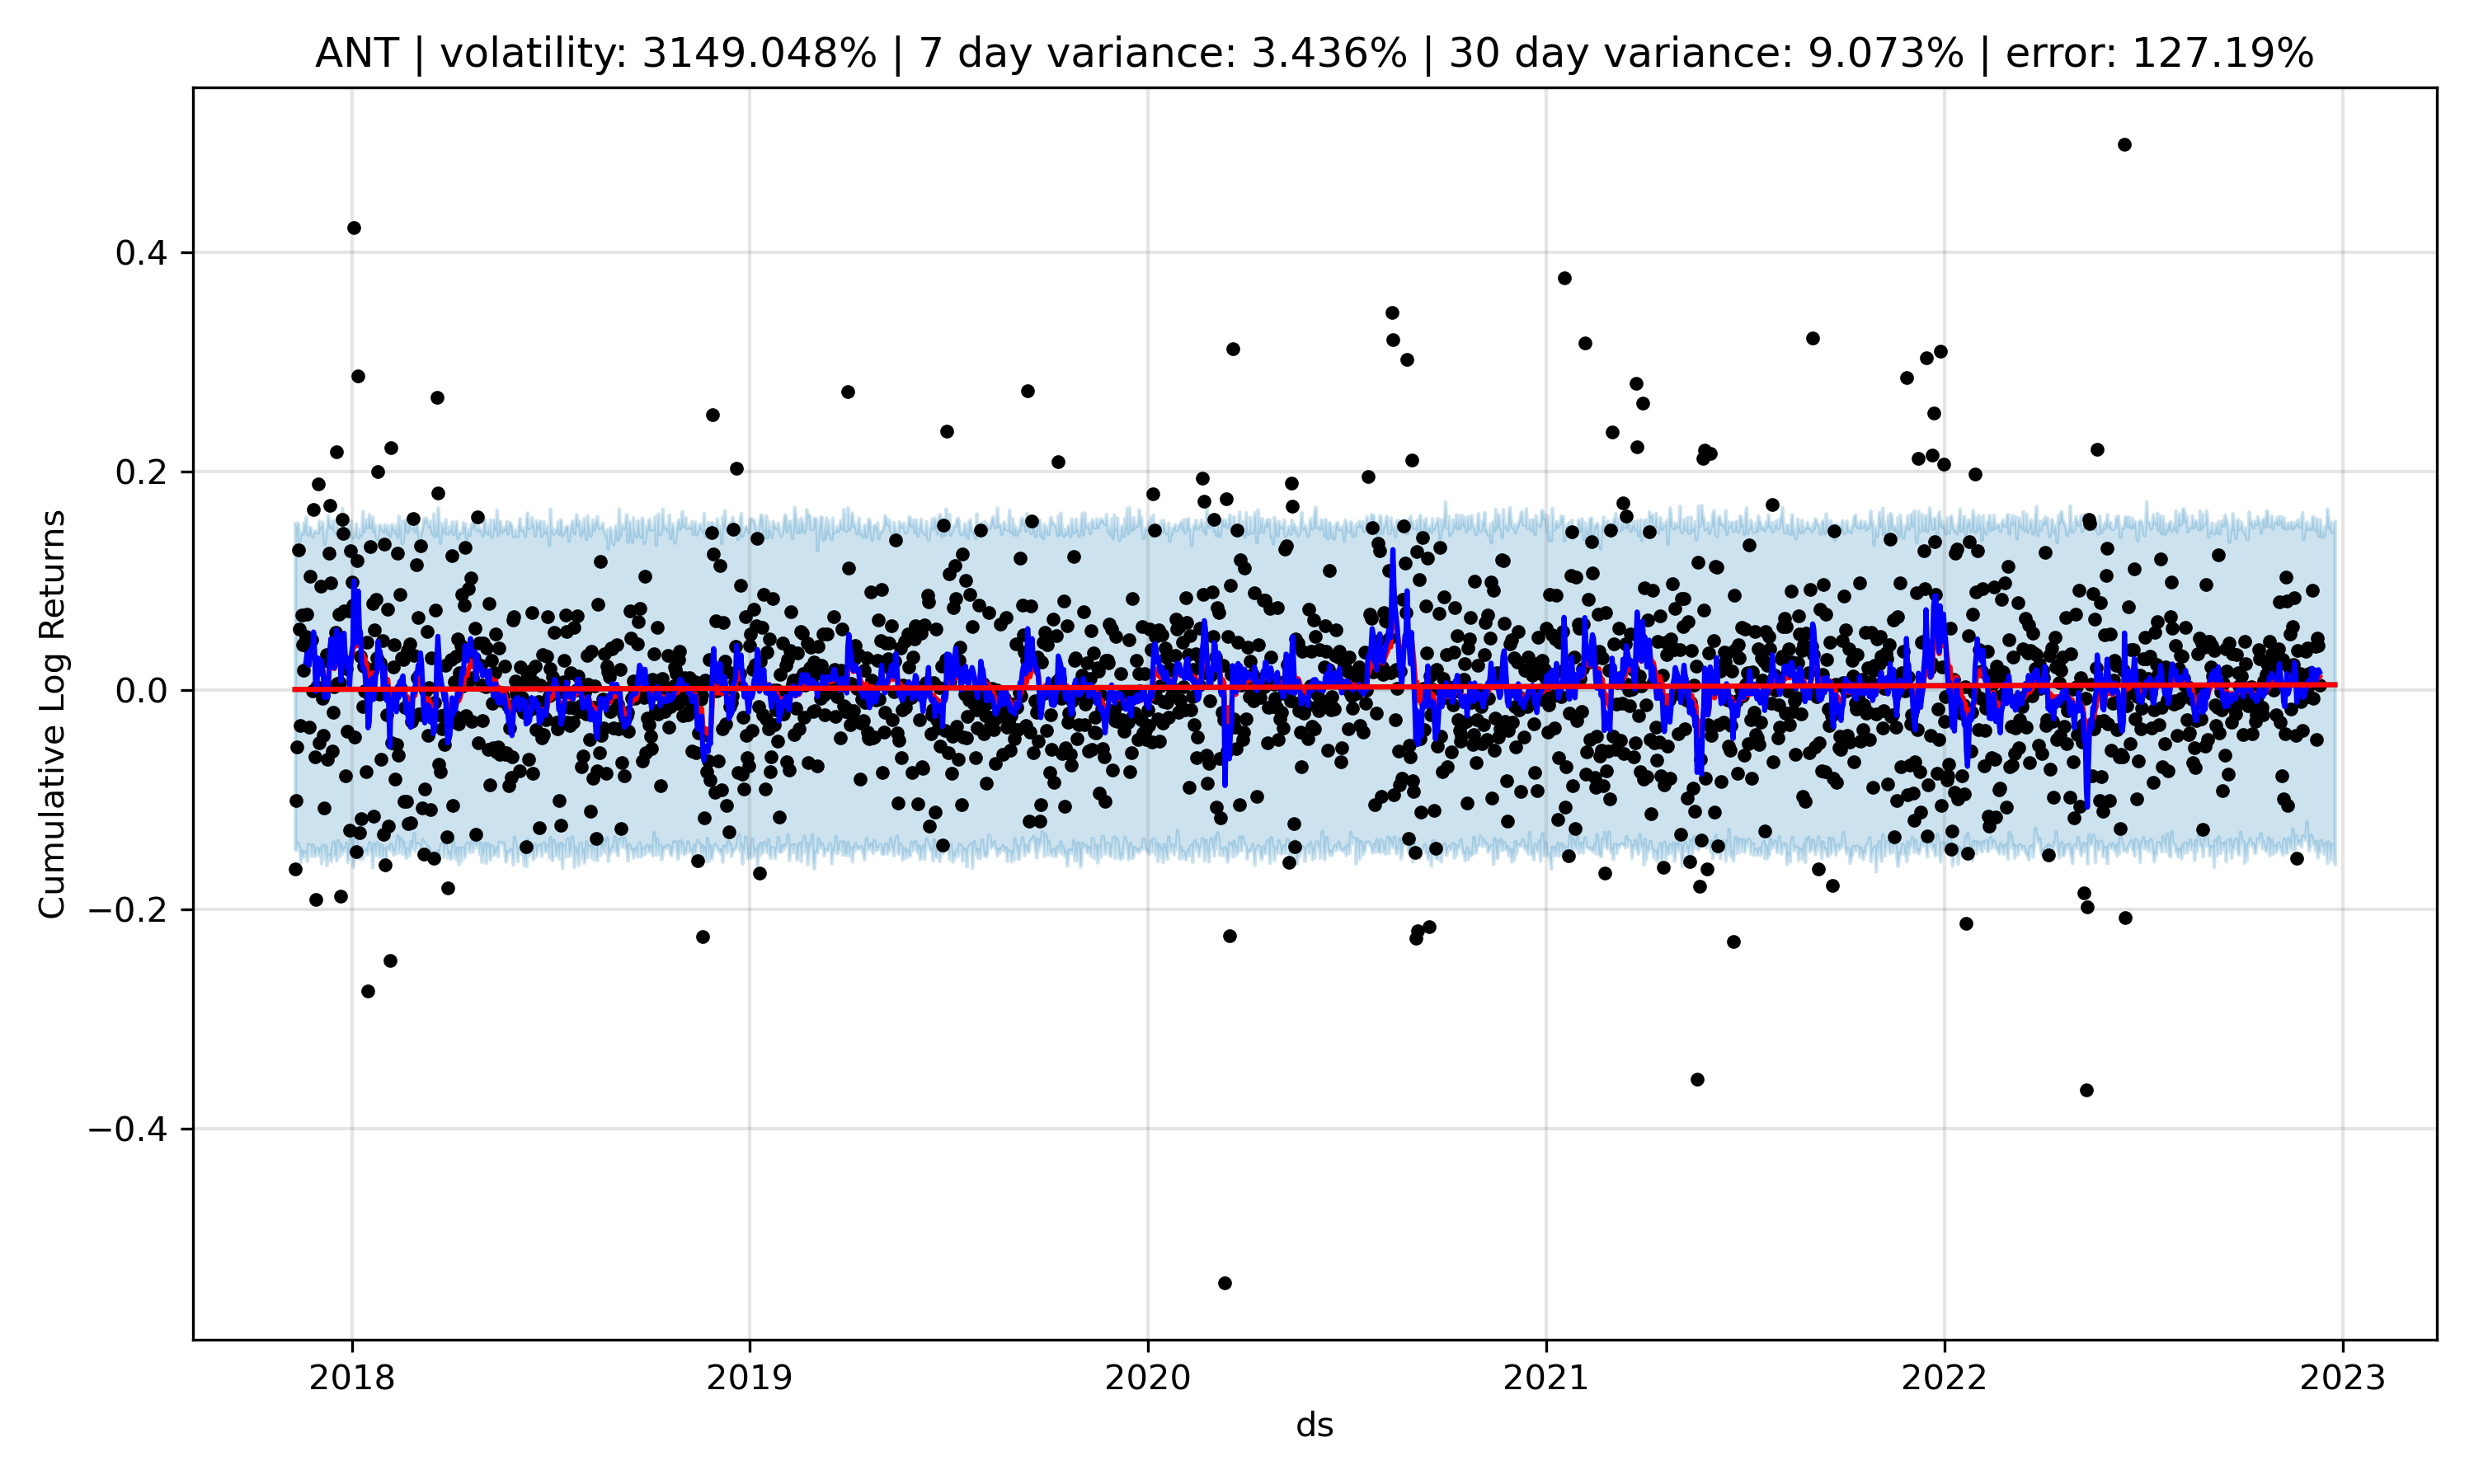 ANT | volatility: 3149.048% | 7 day variance: 3.436% | 30 day variance: 9.073% | error: 127.19%
Cumulative Log Returns
0.4
0.2
0.0
−0.2
−0.4
2018 2019 2020 2021 2022 2023
ds